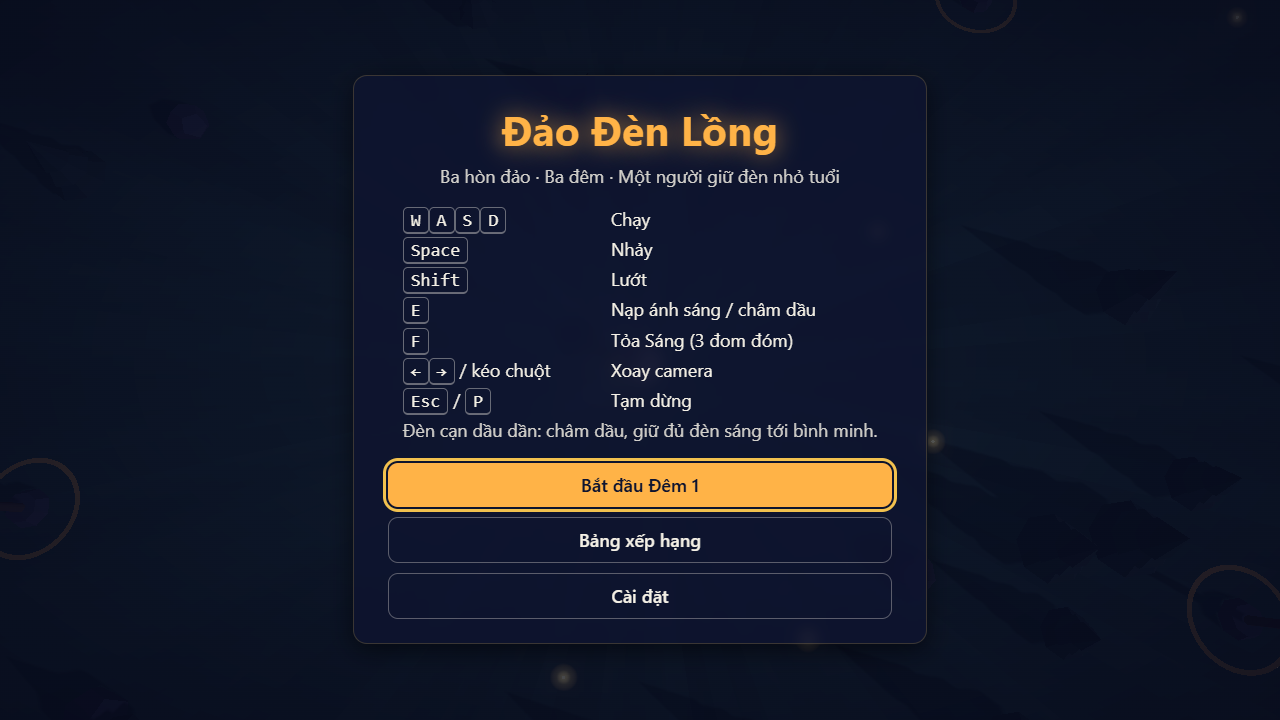 Đảo Đèn Lồng
Ba hòn đảo · Ba đêm · Một người giữ đèn nhỏ tuổi
W A S D Chạy
Space Nhảy
Shift Lướt
E Nạp ánh sáng / châm dầu
F Tỏa Sáng (3 đom đóm)
← → / kéo chuột Xoay camera
Esc / P Tạm dừng
Đèn cạn dầu dần: châm dầu, giữ đủ đèn sáng tới bình minh.
Bắt đầu Đêm 1
Bảng xếp hạng
Cài đặt